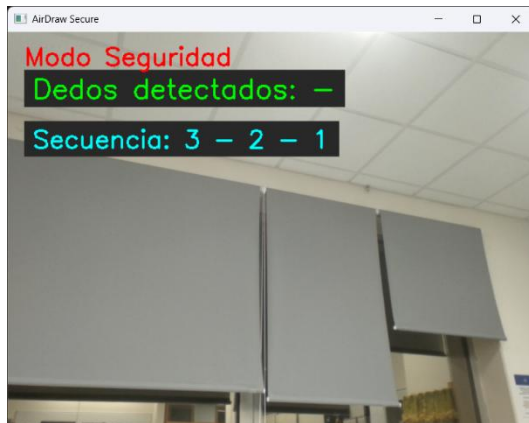 AirDraw Secure
Modo Seguridad
Dedos detectados: -
Secuencia: 3 - 2 - 1